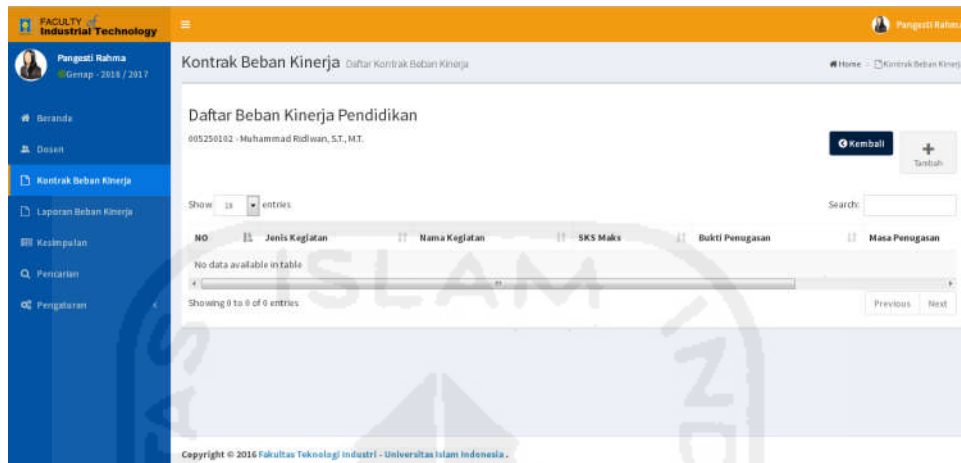 FACULTY of
Industrial Technology
Pangesti Rahma
Pangesti Rahma
Genap - 2016 / 2017
Kontrak Beban Kinerja Daftar Kontrak Beban Kinerja
Home > Kontrak Beban Kinerja
Beranda
Dosen
Kontrak Beban Kinerja
Laporan Beban Kinerja
Kesimpulan
Pencarian
Pengaturan
Daftar Beban Kinerja Pendidikan
005250102 - Muhammad Ridlwan, S.T., M.T.
Kembali
Tambah
Show 10 entries
Search:
NO Jenis Kegiatan Nama Kegiatan SKS Maks Bukti Penugasan Masa Penugasan
No data available in table
Showing 0 to 0 of 0 entries
Previous Next
ISLAM
Copyright © 2016 Fakultas Teknologi Industri - Universitas Islam Indonesia.